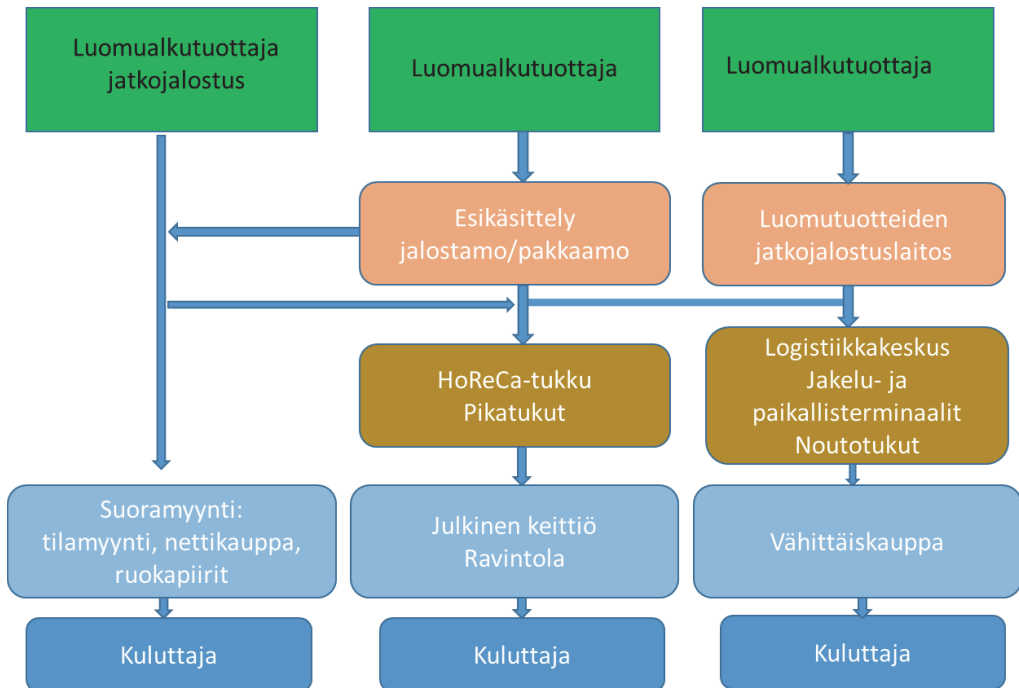 Luomualkutuottaja
jatkojalostus
Luomualkutuottaja
Luomualkutuottaja
Esikäsittely
jalostamo/pakkaamo
Luomutuotteiden
jatkojalostuslaitos
HoReCa-tukku
Pikatukut
Logistiikkakeskus
Jakelu- ja
paikallisterminaalit
Noutotukut
Suoramyynti:
tilamyynti, nettikauppa,
ruokapiirit
Julkinen keittiö
Ravintola
Vähittäiskauppa
Kuluttaja
Kuluttaja
Kuluttaja